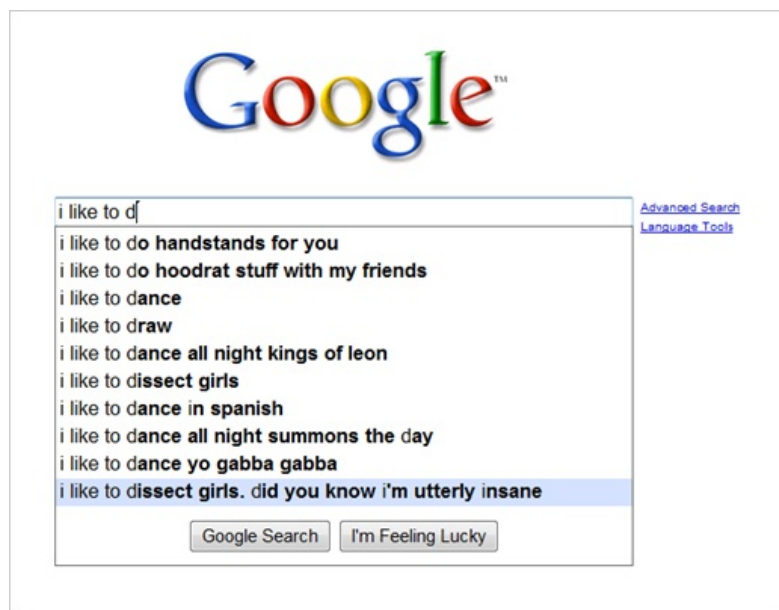 Google™
i like to d
Advanced Search
Language Tools
i like to do handstands for you
i like to do hoodrat stuff with my friends
i like to dance
i like to draw
i like to dance all night kings of leon
i like to dissect girls
i like to dance in spanish
i like to dance all night summons the day
i like to dance yo gabba gabba
i like to dissect girls. did you know i'm utterly insane
Google Search I'm Feeling Lucky